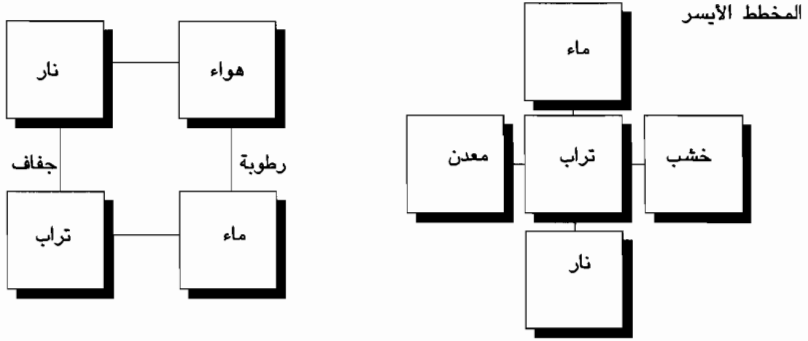 المخطط الأيسر
ماء
خشب
تراب
معدن
نار
هواء
نار
رطوبة
جفاف
ماء
تراب